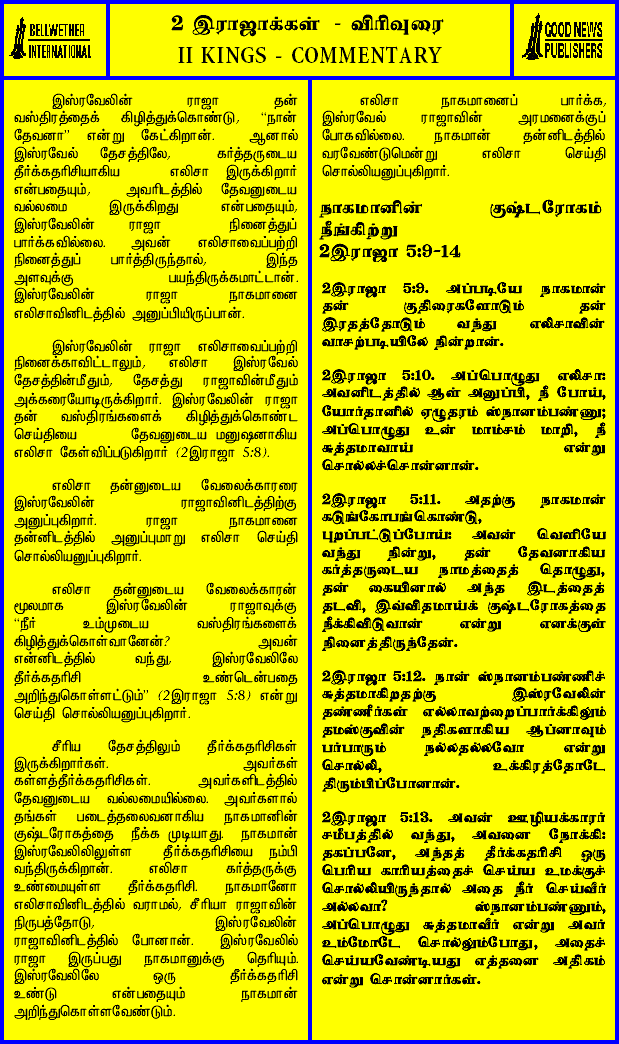 BELLWETHER
INTERNATIONAL
2 இராஜாக்கள் - விரிவுரை
II KINGS - COMMENTARY
GOOD NEWS
PUBLISHERS
இஸ்ரவேலின் ராஜா தன்
வஸ்திரத்தைக் கிழித்துக்கொண்டு, “நான்
தேவனா” என்று கேட்கிறான். ஆனால்
இஸ்ரவேல் தேசத்திலே, கர்த்தருடைய
தீர்க்கதரிசியாகிய எலிசா இருக்கிறார்
என்பதையும், அவரிடத்தில் தேவனுடைய
வல்லமை இருக்கிறது என்பதையும்,
இஸ்ரவேலின் ராஜா நினைத்துப்
பார்க்கவில்லை. அவன் எலிசாவைப்பற்றி
நினைத்துப் பார்த்திருந்தால், இந்த
அளவுக்கு பயந்திருக்கமாட்டான்.
இஸ்ரவேலின் ராஜா நாகமானை
எலிசாவினிடத்தில் அனுப்பியிருப்பான்.
இஸ்ரவேலின் ராஜா எலிசாவைப்பற்றி
நினைக்காவிட்டாலும், எலிசா இஸ்ரவேல்
தேசத்தின்மீதும், தேசத்து ராஜாவின்மீதும்
அக்கரையோடிருக்கிறார். இஸ்ரவேலின் ராஜா
தன் வஸ்திரங்களைக் கிழித்துக்கொண்ட
செய்தியை தேவனுடைய மனுஷனாகிய
எலிசா கேள்விப்படுகிறார் (2இராஜா 5:8).
எலிசா தன்னுடைய வேலைக்காரரை
இஸ்ரவேலின் ராஜாவினிடத்திற்கு
அனுப்புகிறார். ராஜா நாகமானை
தன்னிடத்தில் அனுப்புமாறு எலிசா செய்தி
சொல்லியனுப்புகிறார்.
எலிசா தன்னுடைய வேலைக்காரன்
மூலமாக இஸ்ரவேலின் ராஜாவுக்கு
“நீர் உம்முடைய வஸ்திரங்களைக்
கிழித்துக்கொள்வானேன்? அவன்
என்னிடத்தில் வந்து, இஸ்ரவேலிலே
தீர்க்கதரிசி உண்டென்பதை
அறிந்துகொள்ளட்டும்” (2இராஜா 5:8) என்று
செய்தி சொல்லியனுப்புகிறார்.
சீரிய தேசத்திலும் தீர்க்கதரிசிகள்
இருக்கிறார்கள். அவர்கள்
கள்ளத்தீர்க்கதரிசிகள். அவர்களிடத்தில்
தேவனுடைய வல்லமையில்லை. அவர்களால்
தங்கள் படைத்தலைவனாகிய நாகமானின்
குஷ்டரோகத்தை நீக்க முடியாது. நாகமான்
இஸ்ரவேலிலிலுள்ள தீர்க்கதரிசியை நம்பி
வந்திருக்கிறான். எலிசா கர்த்தருக்கு
உண்மையுள்ள தீர்க்கதரிசி. நாகமானோ
எலிசாவினிடத்தில் வராமல், சீரியா ராஜாவின்
நிருபத்தோடு, இஸ்ரவேலின்
ராஜாவினிடத்தில் போனான். இஸ்ரவேலில்
ராஜா இருப்பது நாகமானுக்கு தெரியும்.
இஸ்ரவேலிலே ஒரு தீர்க்கதரிசி
உண்டு என்பதையும் நாகமான்
அறிந்துகொள்ளவேண்டும்.
எலிசா நாகமானைப் பார்க்க,
இஸ்ரவேல் ராஜாவின் அரமனைக்குப்
போகவில்லை. நாகமான் தன்னிடத்தில்
வரவேண்டுமென்று எலிசா செய்தி
சொல்லியனுப்புகிறார்.
நாகமானின் குஷ்டரோகம்
நீங்கிற்று
2இராஜா 5:9-14
2இராஜா 5:9. அப்படியே நாகமான்
தன் குதிரைகளோடும் தன்
இரதத்தோடும் வந்து எலிசாவின்
வாசற்படியிலே நின்றான்.
2இராஜா 5:10. அப்பொழுது எலிசா:
அவனிடத்தில் ஆள் அனுப்பி, நீ போய்,
யோர்தானில் ஏழுதரம் ஸ்நானம்பண்ணு;
அப்பொழுது உன் மாம்சம் மாறி, நீ
சுத்தமாவாய் என்று
சொல்லச்சொன்னான்.
2இராஜா 5:11. அதற்கு நாகமான்
கடுங்கோபங்கொண்டு,
புறப்பட்டுப்போய்: அவன் வெளியே
வந்து நின்று, தன் தேவனாகிய
கர்த்தருடைய நாமத்தைத் தொழுது,
தன் கையினால் அந்த இடத்தைத்
தடவி, இவ்விதமாய்க் குஷ்டரோகத்தை
நீக்கிவிடுவான் என்று எனக்குள்
நினைத்திருந்தேன்.
2இராஜா 5:12. நான் ஸ்நானம்பண்ணிச்
சுத்தமாகிறதற்கு இஸ்ரவேலின்
தண்ணீர்கள் எல்லாவற்றைப்பார்க்கிலும்
தமஸ்குவின் நதிகளாகிய ஆப்னாவும்
பர்பாரும் நல்லதல்லவோ என்று
சொல்லி, உக்கிரத்தோடே
திரும்பிப்போனான்.
2இராஜா 5:13. அவன் ஊழியக்காரர்
சமீபத்தில் வந்து, அவனை நோக்கி:
தகப்பனே, அந்தத் தீர்க்கதரிசி ஒரு
பெரிய காரியத்தைச் செய்ய உமக்குச்
சொல்லியிருந்தால் அதை நீர் செய்வீர்
அல்லவா? ஸ்நானம்பண்ணும்,
அப்பொழுது சுத்தமாவீர் என்று அவர்
உம்மோடே சொல்லும்போது, அதைச்
செய்யவேண்டியது எத்தனை அதிகம்
என்று சொன்னார்கள்.